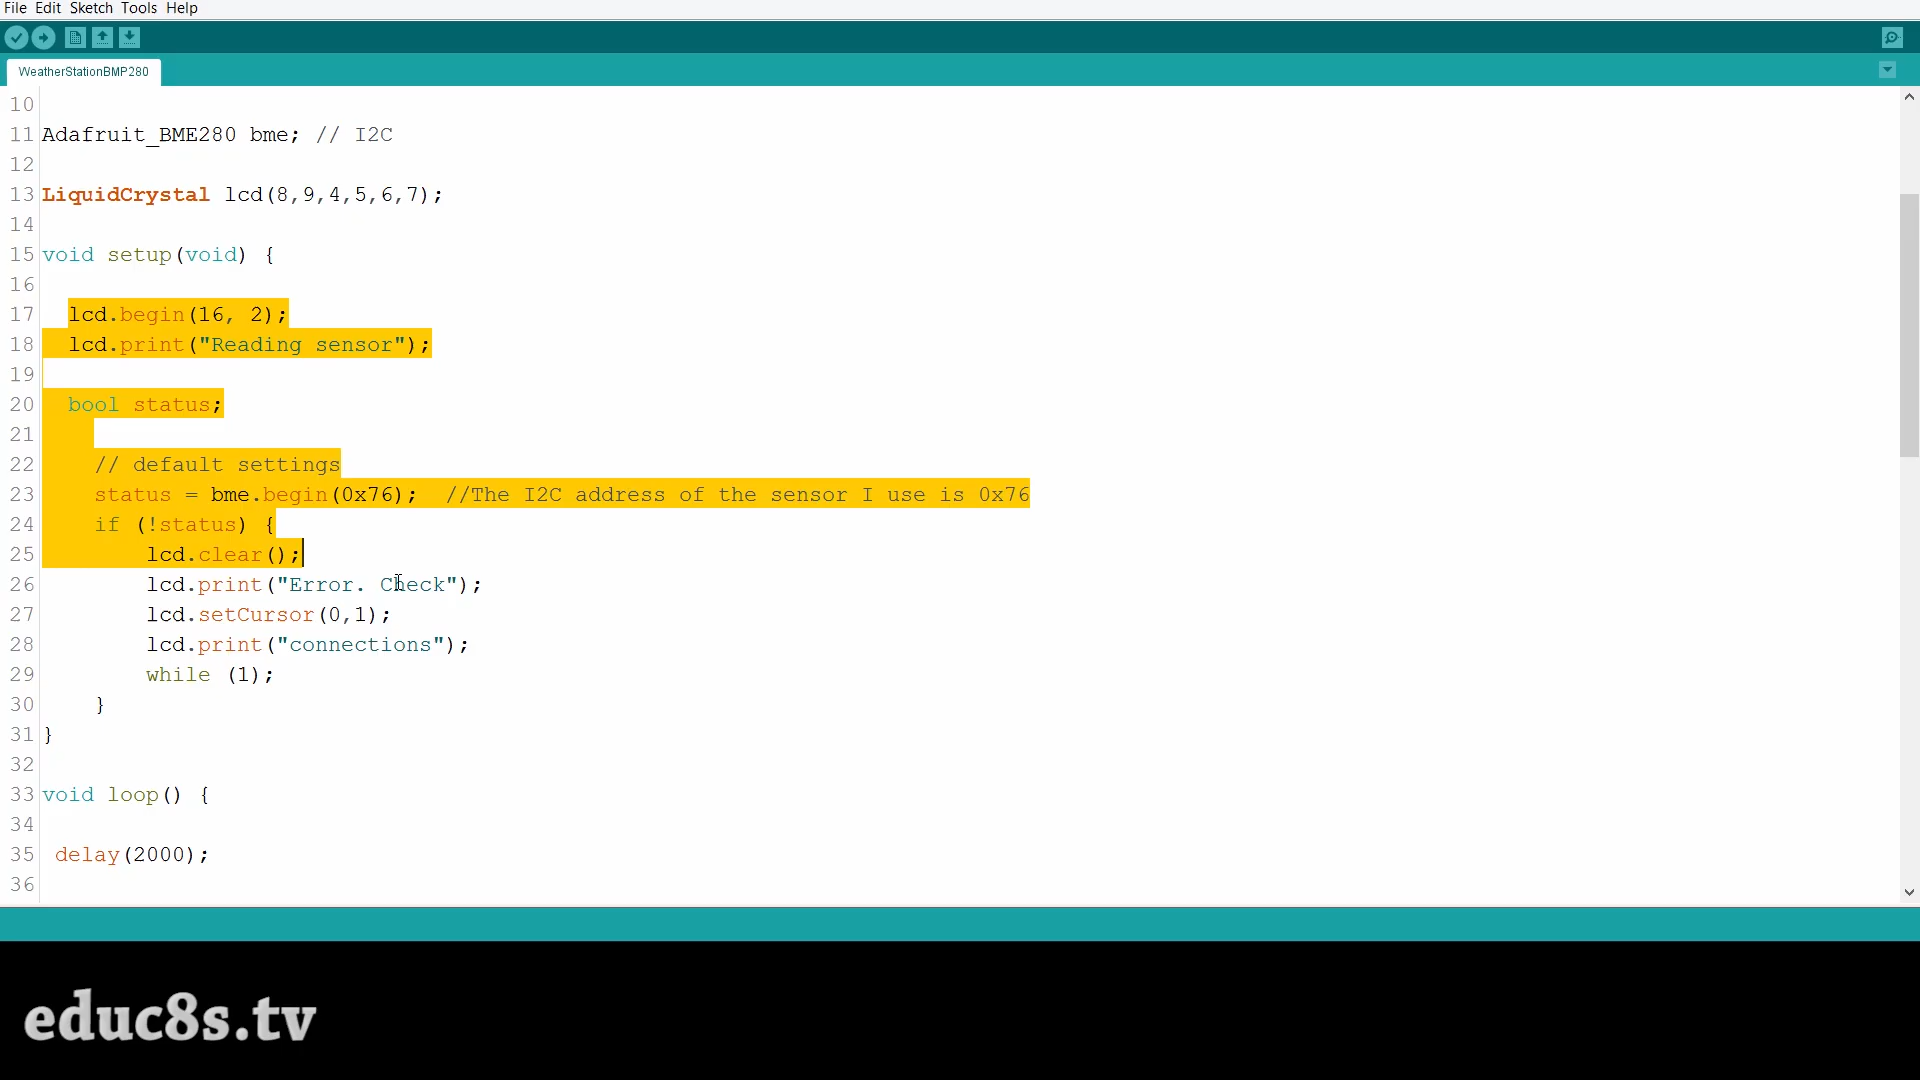 File Edit Sketch Tools Help
WeatherStationBMP280
10
11 Adafruit_BME280 bme; // I2C
12
13 LiquidCrystal lcd(8,9,4,5,6,7);
14
15 void setup(void) {
16
17 lcd.begin(16, 2);
18 lcd.print("Reading sensor");
19
20 bool status;
21
22 // default settings
23 status = bme.begin(0x76); //The I2C address of the sensor I use is 0x76
24 if (!status) {
25 lcd.clear();
26 lcd.print("Error. Check");
27 lcd.setCursor(0,1);
28 lcd.print("connections");
29 while (1);
30 }
31 }
32
33 void loop() {
34
35 delay(2000);
36
educ8s.tv